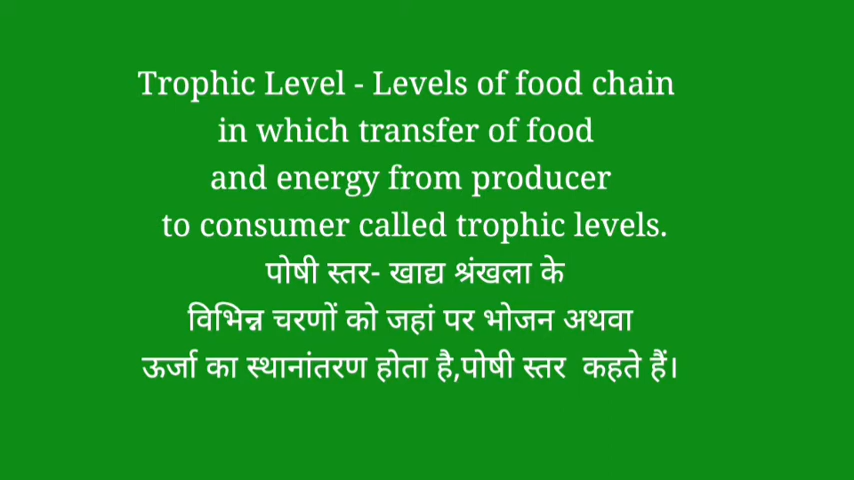 Trophic Level - Levels of food chain
in which transfer of food
and energy from producer
to consumer called trophic levels.
पोषी स्तर- खाद्य श्रंखला के
विभिन्न चरणों को जहां पर भोजन अथवा
ऊर्जा का स्थानांतरण होता है,पोषी स्तर  कहते हैं।